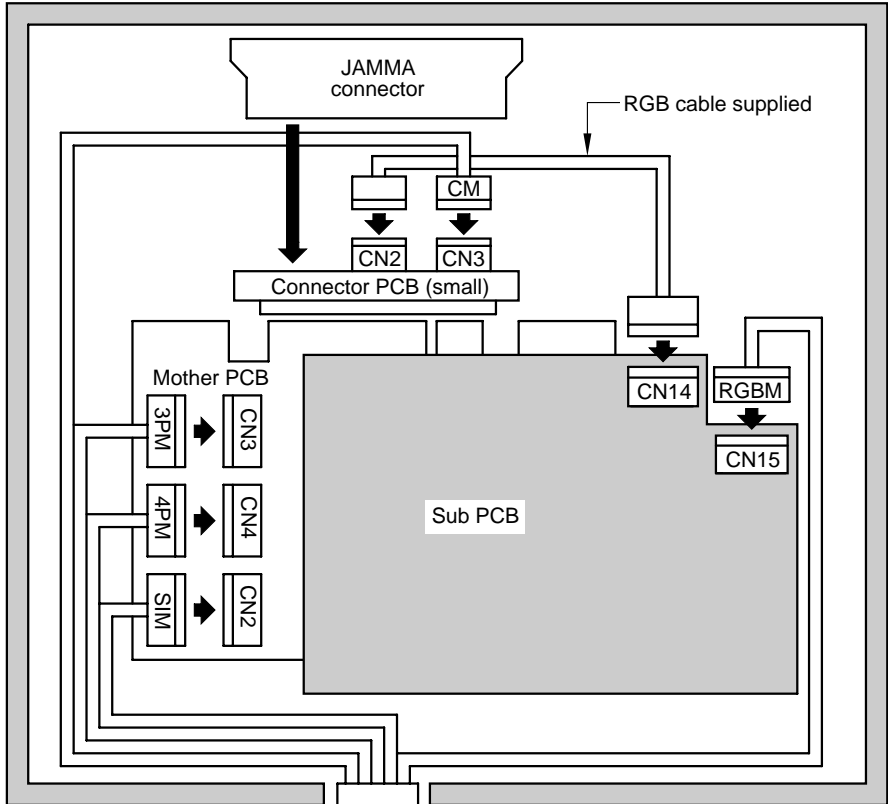 JAMMA
connector
RGB cable supplied
CM
CN2
CN3
Connector PCB (small)
Mother PCB
CN14
RGBM
3PM
CN3
CN15
4PM
CN4
Sub PCB
SIM
CN2